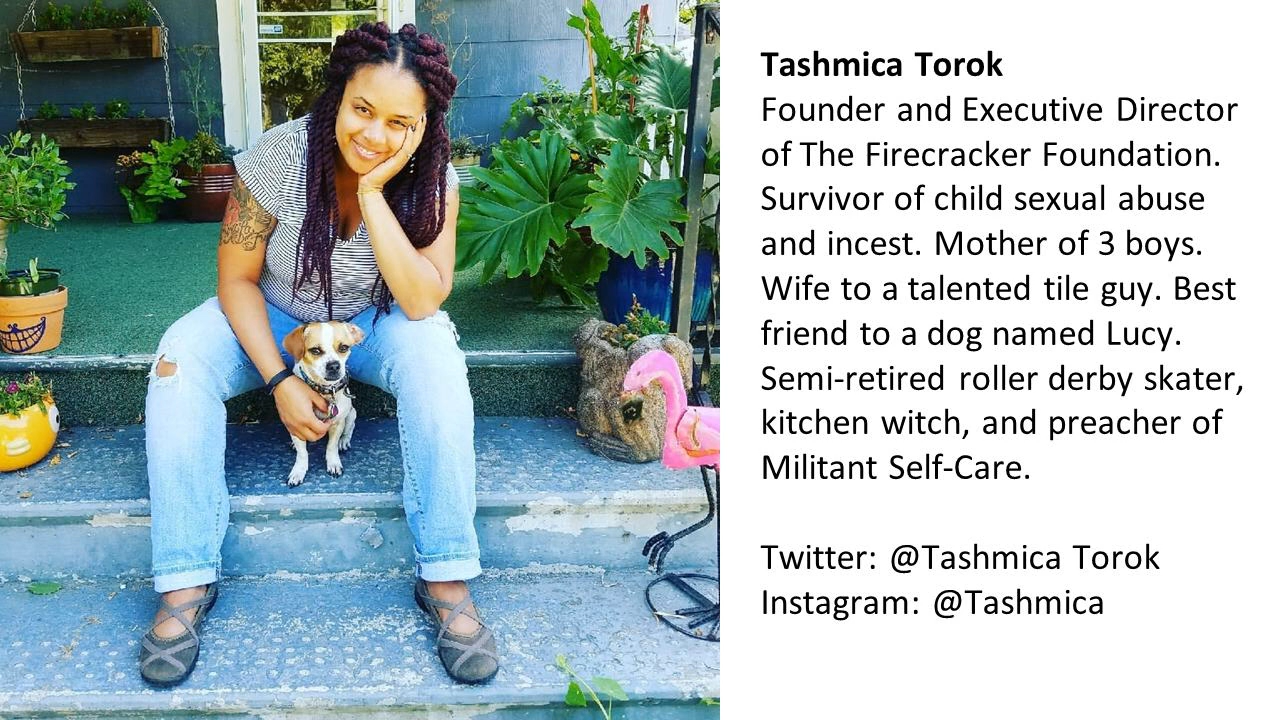 Tashmica Torok
Founder and Executive Director
of The Firecracker Foundation.
Survivor of child sexual abuse
and incest. Mother of 3 boys.
Wife to a talented tile guy. Best
friend to a dog named Lucy.
Semi-retired roller derby skater,
kitchen witch, and preacher of
Militant Self-Care.
Twitter: @Tashmica Torok
Instagram: @Tashmica